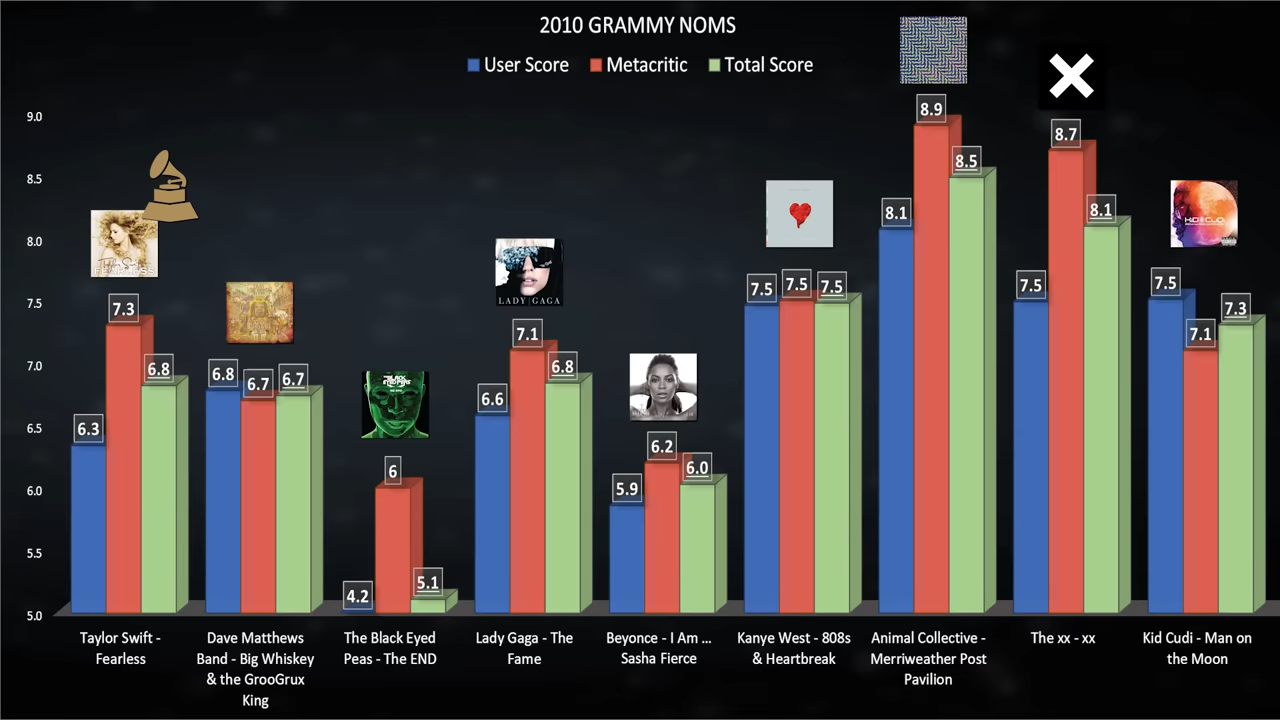 2010 GRAMMY NOMS
User Score Metacritic Total Score
9.0
8.5
8.0
7.5
7.0
6.5
6.0
5.5
5.0
6.3
7.3
6.8
6.8
6.7
6.7
4.2
6
5.1
6.6
7.1
6.8
5.9
6.2
6.0
7.5
7.5
7.5
8.1
8.9
8.5
7.5
8.7
8.1
7.5
7.1
7.3
LADY GAGA
KID CUDI
Taylor Swift -
Fearless
Dave Matthews
Band - Big Whiskey
& the GrooGrux
King
The Black Eyed
Peas - The END
Lady Gaga - The
Fame
Beyonce - I Am ...
Sasha Fierce
Kanye West - 808s
& Heartbreak
Animal Collective -
Merriweather Post
Pavilion
The xx - xx
Kid Cudi - Man on
the Moon